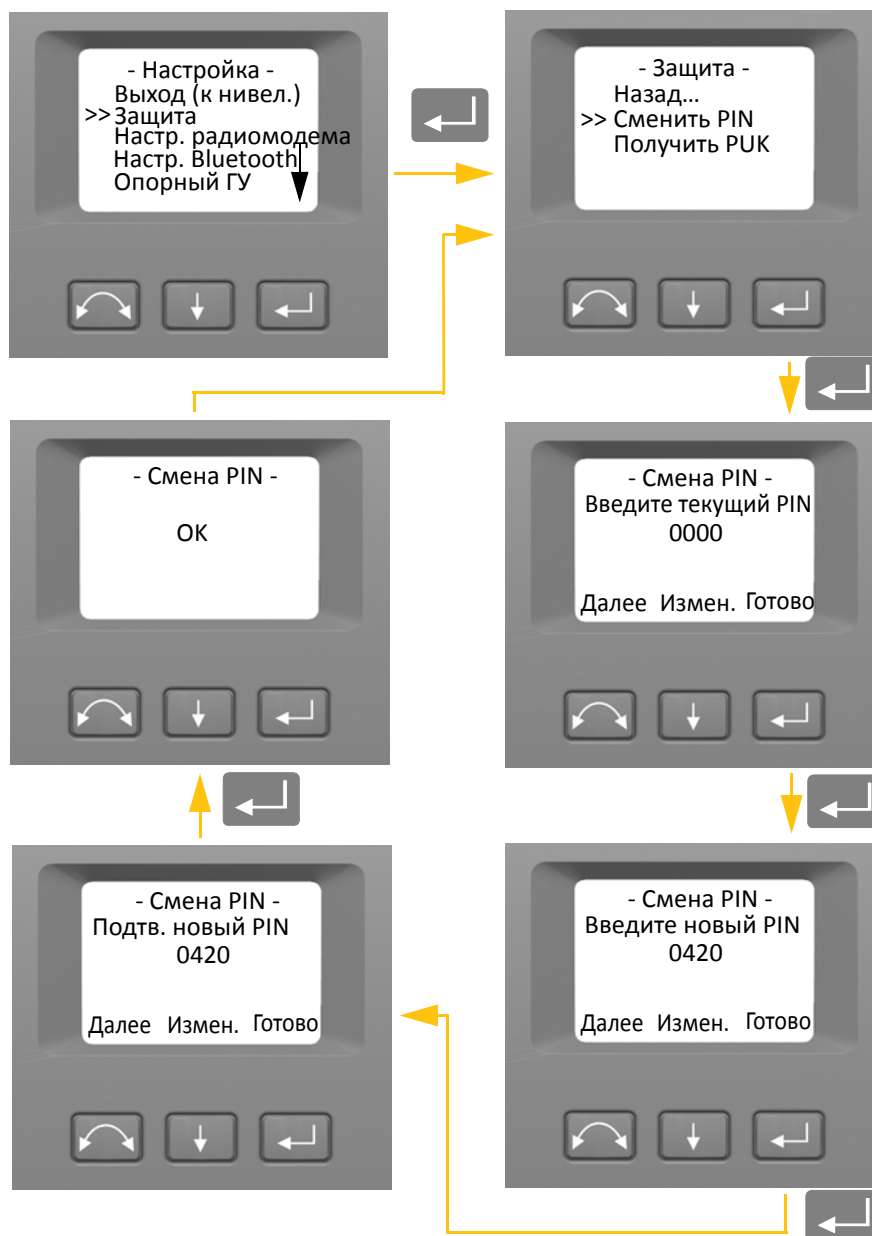 - Настройка -
Выход (к нивел.)
>>Защита
Настр. радиомодема
Настр. Bluetooth
Опорный ГУ
- Защита -
Назад...
>> Сменить PIN
Получить PUK
- Смена PIN -
Введите текущий PIN
0000
Далее Измен. Готово
- Смена PIN -
Введите новый PIN
0420
Далее Измен. Готово
- Смена PIN -
Подтв. новый PIN
0420
Далее Измен. Готово
- Смена PIN -
OK